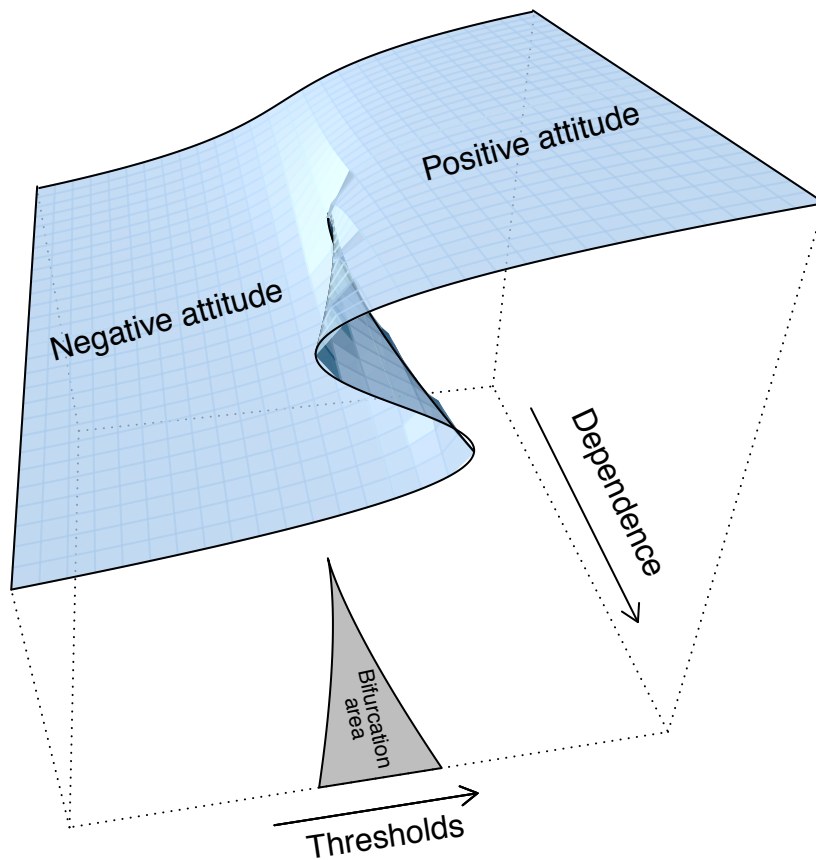 Positive attitude
Negative attitude
Dependence
Bifurcation
area
Thresholds